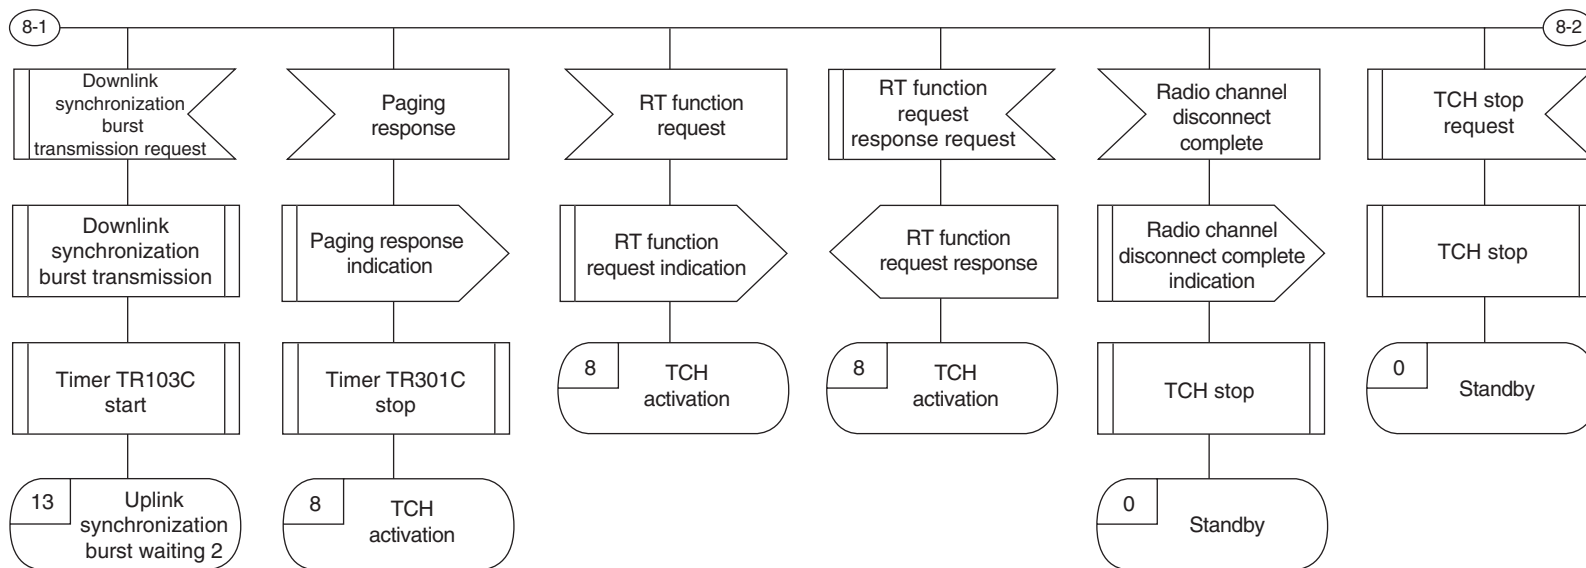 8-1
8-2
Downlink
synchronization
burst
transmission request
Paging
response
RT function
request
RT function
request
response request
Radio channel
disconnect
complete
TCH stop
request
Downlink
synchronization
burst transmission
Paging response
indication
RT function
request indication
RT function
request response
Radio channel
disconnect complete
indication
TCH stop
Timer TR103C
start
Timer TR301C
stop
8
TCH
activation
8
TCH
activation
TCH stop
0
Standby
13
Uplink
synchronization
burst waiting 2
8
TCH
activation
0
Standby